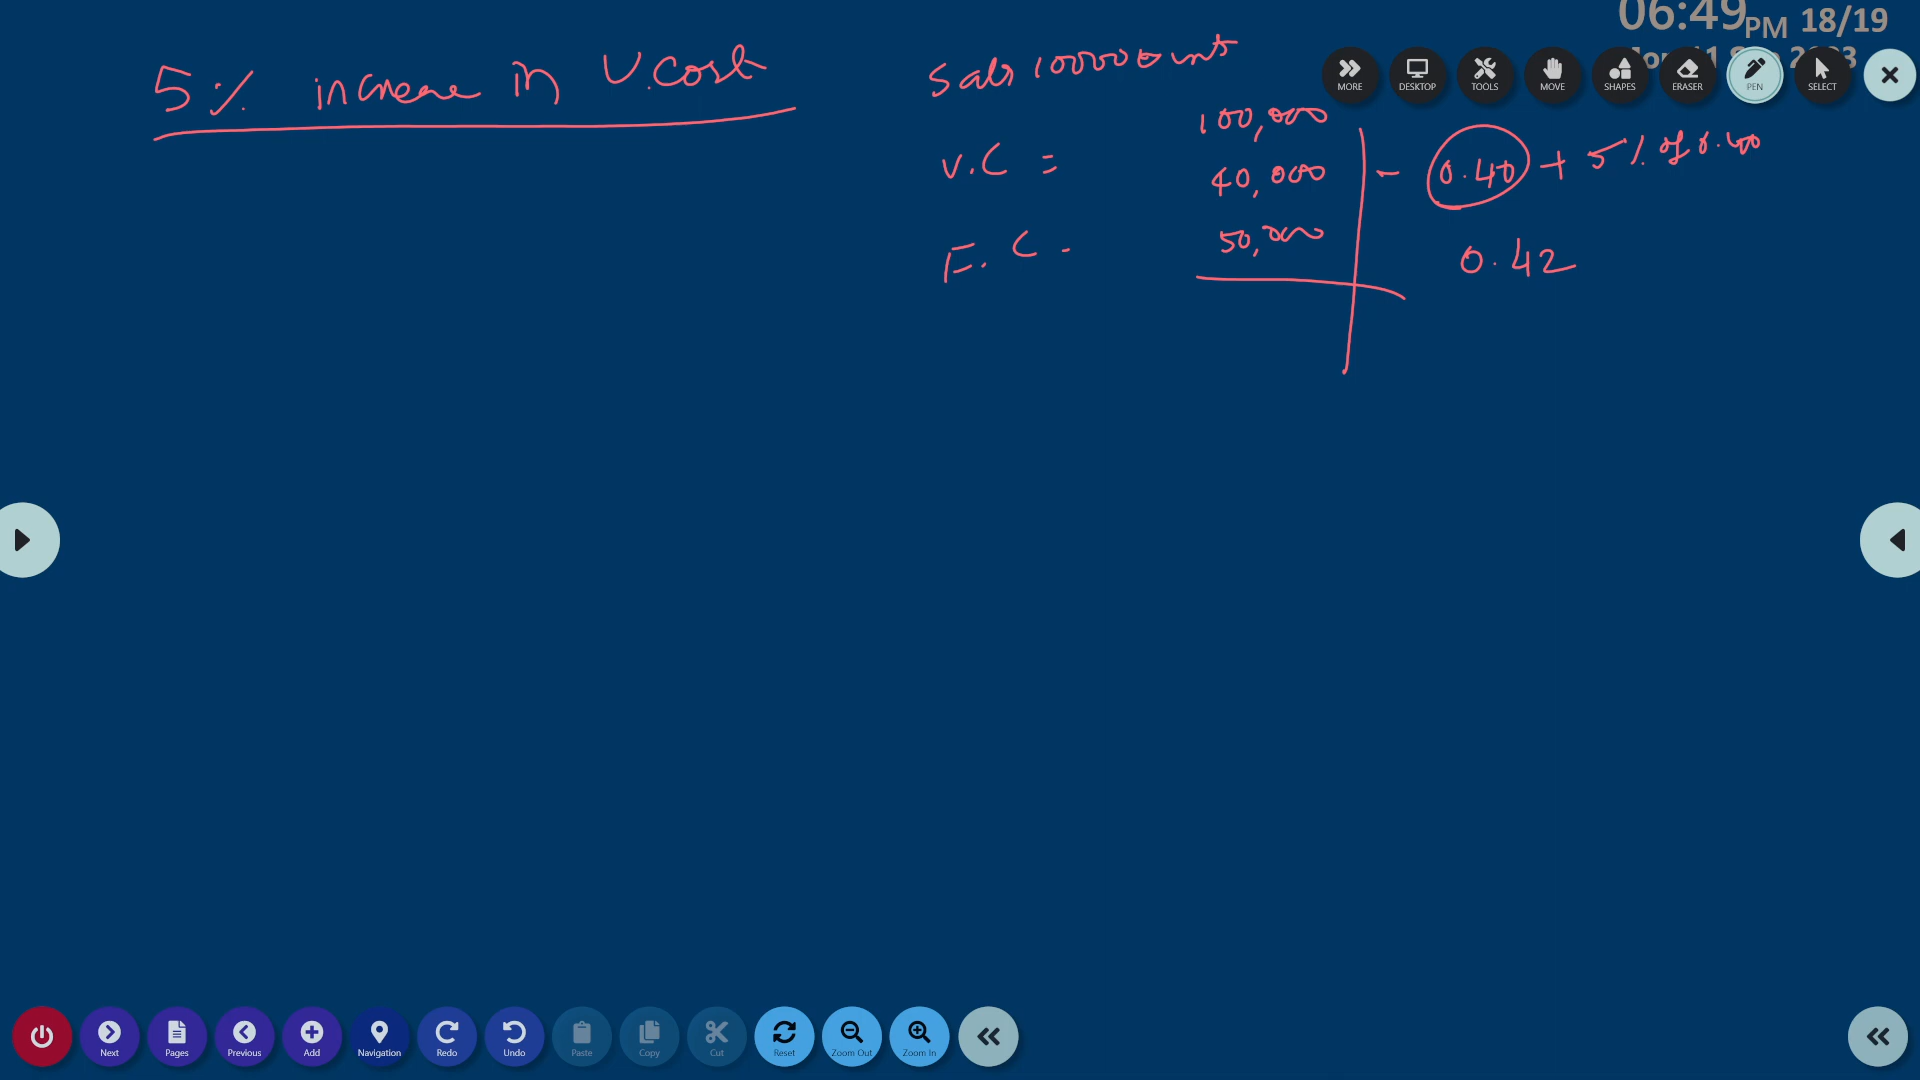 06:49 PM 18/19
5% increase in V.Cost
Sales 100000 units
100,000
V.C = 40,000 - 0.40 + 5% of 0.40
F.C. - 50,000
0.42
MORE DESKTOP TOOLS MOVE SHAPES ERASER PEN SELECT
Next Pages Previous Add Navigation Redo Undo Paste Copy Cut Reset Zoom Out Zoom In